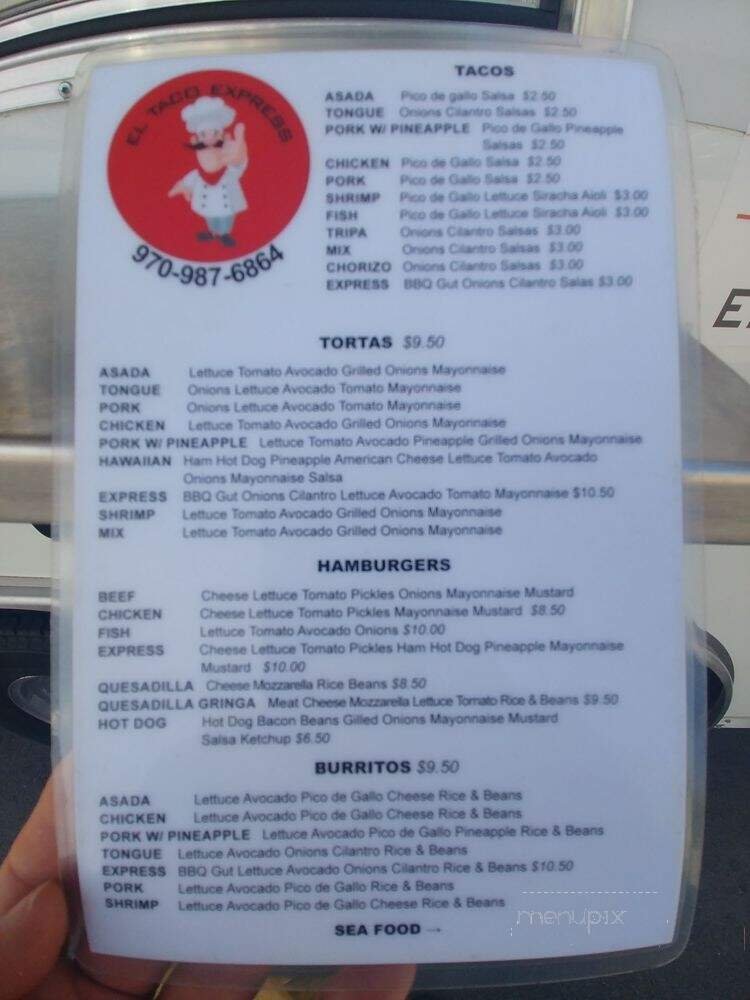 EL TACO EXPRESS
970-987-6864
TACOS
ASADA Pico de gallo Salsa $2.50
TONGUE Onions Cilantro Salsas $2.50
PORK W/ PINEAPPLE Pico de Gallo Pineapple
Salsas $2.50
CHICKEN Pico de Gallo Salsa $2.50
PORK Pico de Gallo Salsa $2.50
SHRIMP Pico de Gallo Lettuce Siracha Aioli $3.00
FISH Pico de Gallo Lettuce Siracha Aioli $3.00
TRIPA Onions Cilantro Salsas $3.00
MIX Onions Cilantro Salsas $3.00
CHORIZO Onions Cilantro Salsas $3.00
EXPRESS BBQ Gut Onions Cilantro Salas $3.00
TORTAS $9.50
ASADA Lettuce Tomato Avocado Grilled Onions Mayonnaise
TONGUE Onions Lettuce Avocado Tomato Mayonnaise
PORK Onions Lettuce Avocado Tomato Mayonnaise
CHICKEN Lettuce Tomato Avocado Grilled Onions Mayonnaise
PORK W/ PINEAPPLE Lettuce Tomato Avocado Pineapple Grilled Onions Mayonnaise
HAWAIIAN Ham Hot Dog Pineapple American Cheese Lettuce Tomato Avocado
Onions Mayonnaise Salsa
EXPRESS BBQ Gut Onions Cilantro Lettuce Avocado Tomato Mayonnaise $10.50
SHRIMP Lettuce Tomato Avocado Grilled Onions Mayonnaise
MIX Lettuce Tomato Avocado Grilled Onions Mayonnaise
HAMBURGERS
BEEF Cheese Lettuce Tomato Pickles Onions Mayonnaise Mustard
CHICKEN Cheese Lettuce Tomato Pickles Mayonnaise Mustard $8.50
FISH Lettuce Tomato Avocado Onions $10.00
EXPRESS Cheese Lettuce Tomato Pickles Ham Hot Dog Pineapple Mayonnaise
Mustard $10.00
QUESADILLA Cheese Mozzarella Rice Beans $8.50
QUESADILLA GRINGA Meat Cheese Mozzarella Lettuce Tomato Rice & Beans $9.50
HOT DOG Hot Dog Bacon Beans Gilled Onions Mayonnaise Mustard
Salsa Ketchup $6.50
BURRITOS $9.50
ASADA Lettuce Avocado Pico de Gallo Cheese Rice & Beans
CHICKEN Lettuce Avocado Pico de Gallo Cheese Rice & Beans
PORK W/ PINEAPPLE Lettuce Avocado Pico de Gallo Pineapple Rice & Beans
TONGUE Lettuce Avocado Onions Cilantro Rice & Beans
EXPRESS BBQ Gut Lettuce Avocado Onions Cilantro Rice & Beans $10.50
PORK Lettuce Avocado Pico de Gallo Rice & Beans
SHRIMP Lettuce Avocado Pico de Gallo Cheese Rice & Beans
SEA FOOD →
menupix